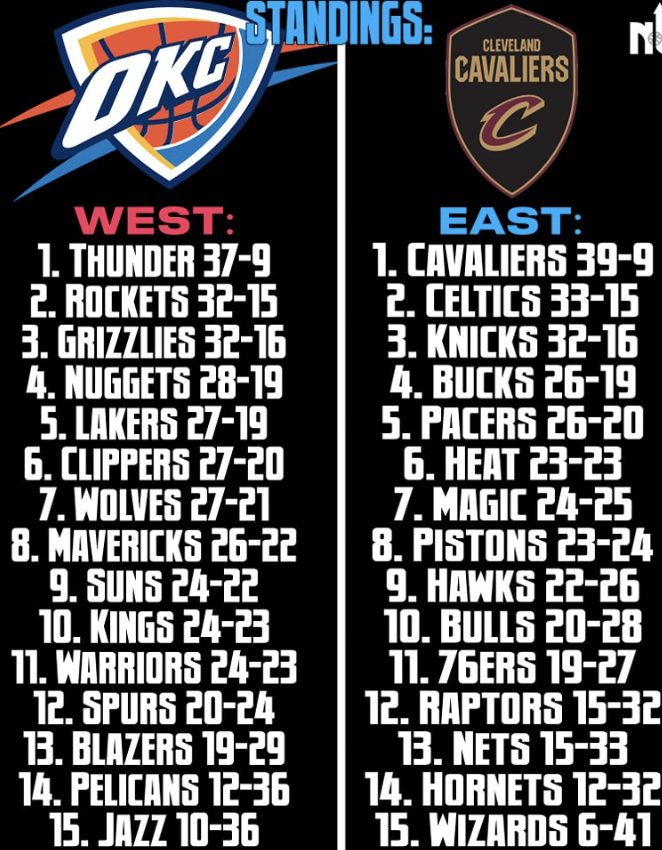 STANDINGS:
OKC
CLEVELAND
CAVALIERS
C
WEST:
1. THUNDER 37-9
2. ROCKETS 32-15
3. GRIZZLIES 32-16
4. NUGGETS 28-19
5. LAKERS 27-19
6. CLIPPERS 27-20
7. WOLVES 27-21
8. MAVERICKS 26-22
9. SUNS 24-22
10. KINGS 24-23
11. WARRIORS 24-23
12. SPURS 20-24
13. BLAZERS 19-29
14. PELICANS 12-36
15. JAZZ 10-36
EAST:
1. CAVALIERS 39-9
2. CELTICS 33-15
3. KNICKS 32-16
4. BUCKS 26-19
5. PACERS 26-20
6. HEAT 23-23
7. MAGIC 24-25
8. PISTONS 23-24
9. HAWKS 22-26
10. BULLS 20-28
11. 76ERS 19-27
12. RAPTORS 15-32
13. NETS 15-33
14. HORNETS 12-32
15. WIZARDS 6-41